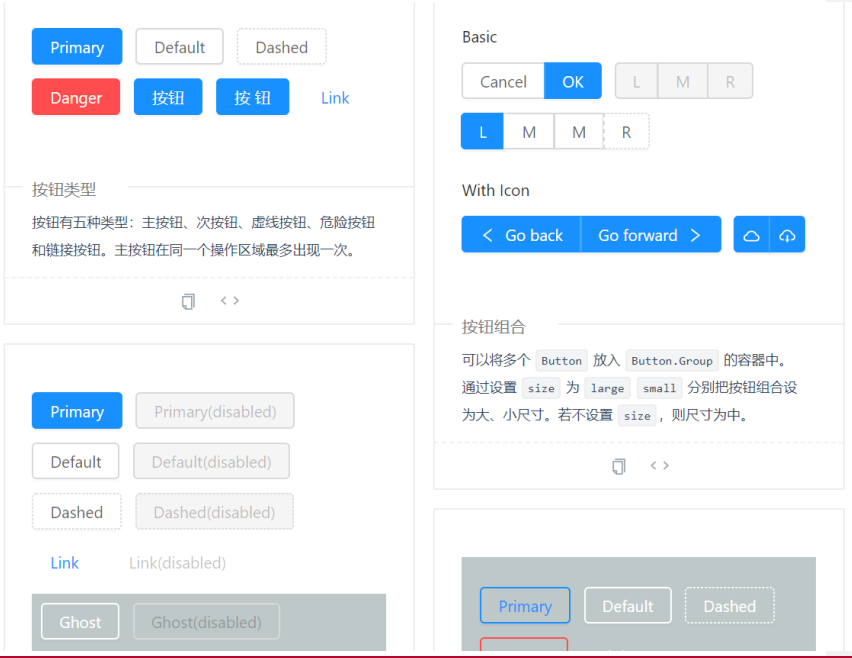 Primary
Default
Dashed
Danger
按钮
按 钮
Link
按钮类型
按钮有五种类型：主按钮、次按钮、虚线按钮、危险按钮
和链接按钮。主按钮在同一个操作区域最多出现一次。
Primary
Primary(disabled)
Default
Default(disabled)
Dashed
Dashed(disabled)
Link
Link(disabled)
Ghost
Ghost(disabled)
Basic
Cancel
OK
L
M
R
L
M
M
R
With Icon
Go back
Go forward
按钮组合
可以将多个 Button 放入 Button.Group 的容器中。
通过设置 size 为 large small 分别把按钮组合设
为大、小尺寸。若不设置 size ，则尺寸为中。
Primary
Default
Dashed